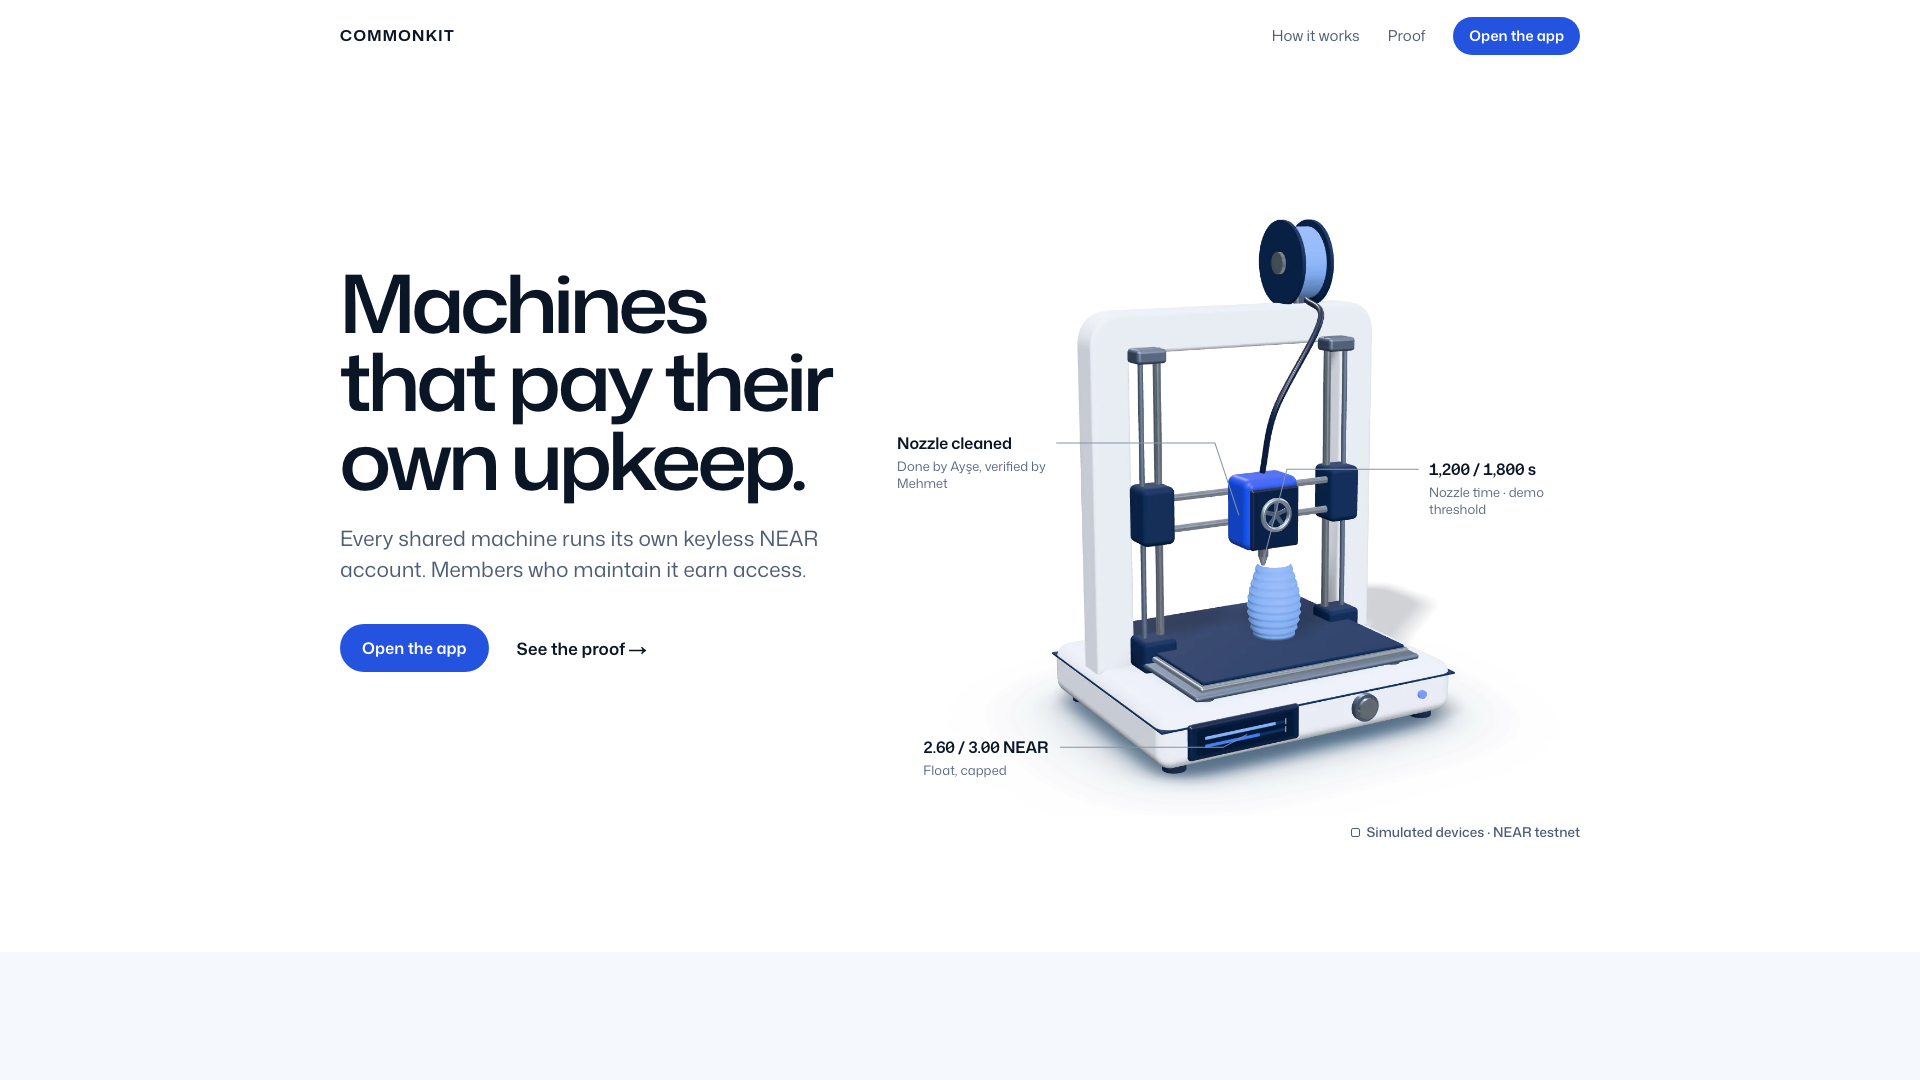 COMMONKIT
How it works
Proof
Open the app
Machines
that pay their
own upkeep.
Every shared machine runs its own keyless NEAR
account. Members who maintain it earn access.
Open the app
See the proof →
Nozzle cleaned
Done by Ayşe, verified by
Mehmet
1,200 / 1,800 s
Nozzle time · demo
threshold
2.60 / 3.00 NEAR
Float, capped
Simulated devices · NEAR testnet